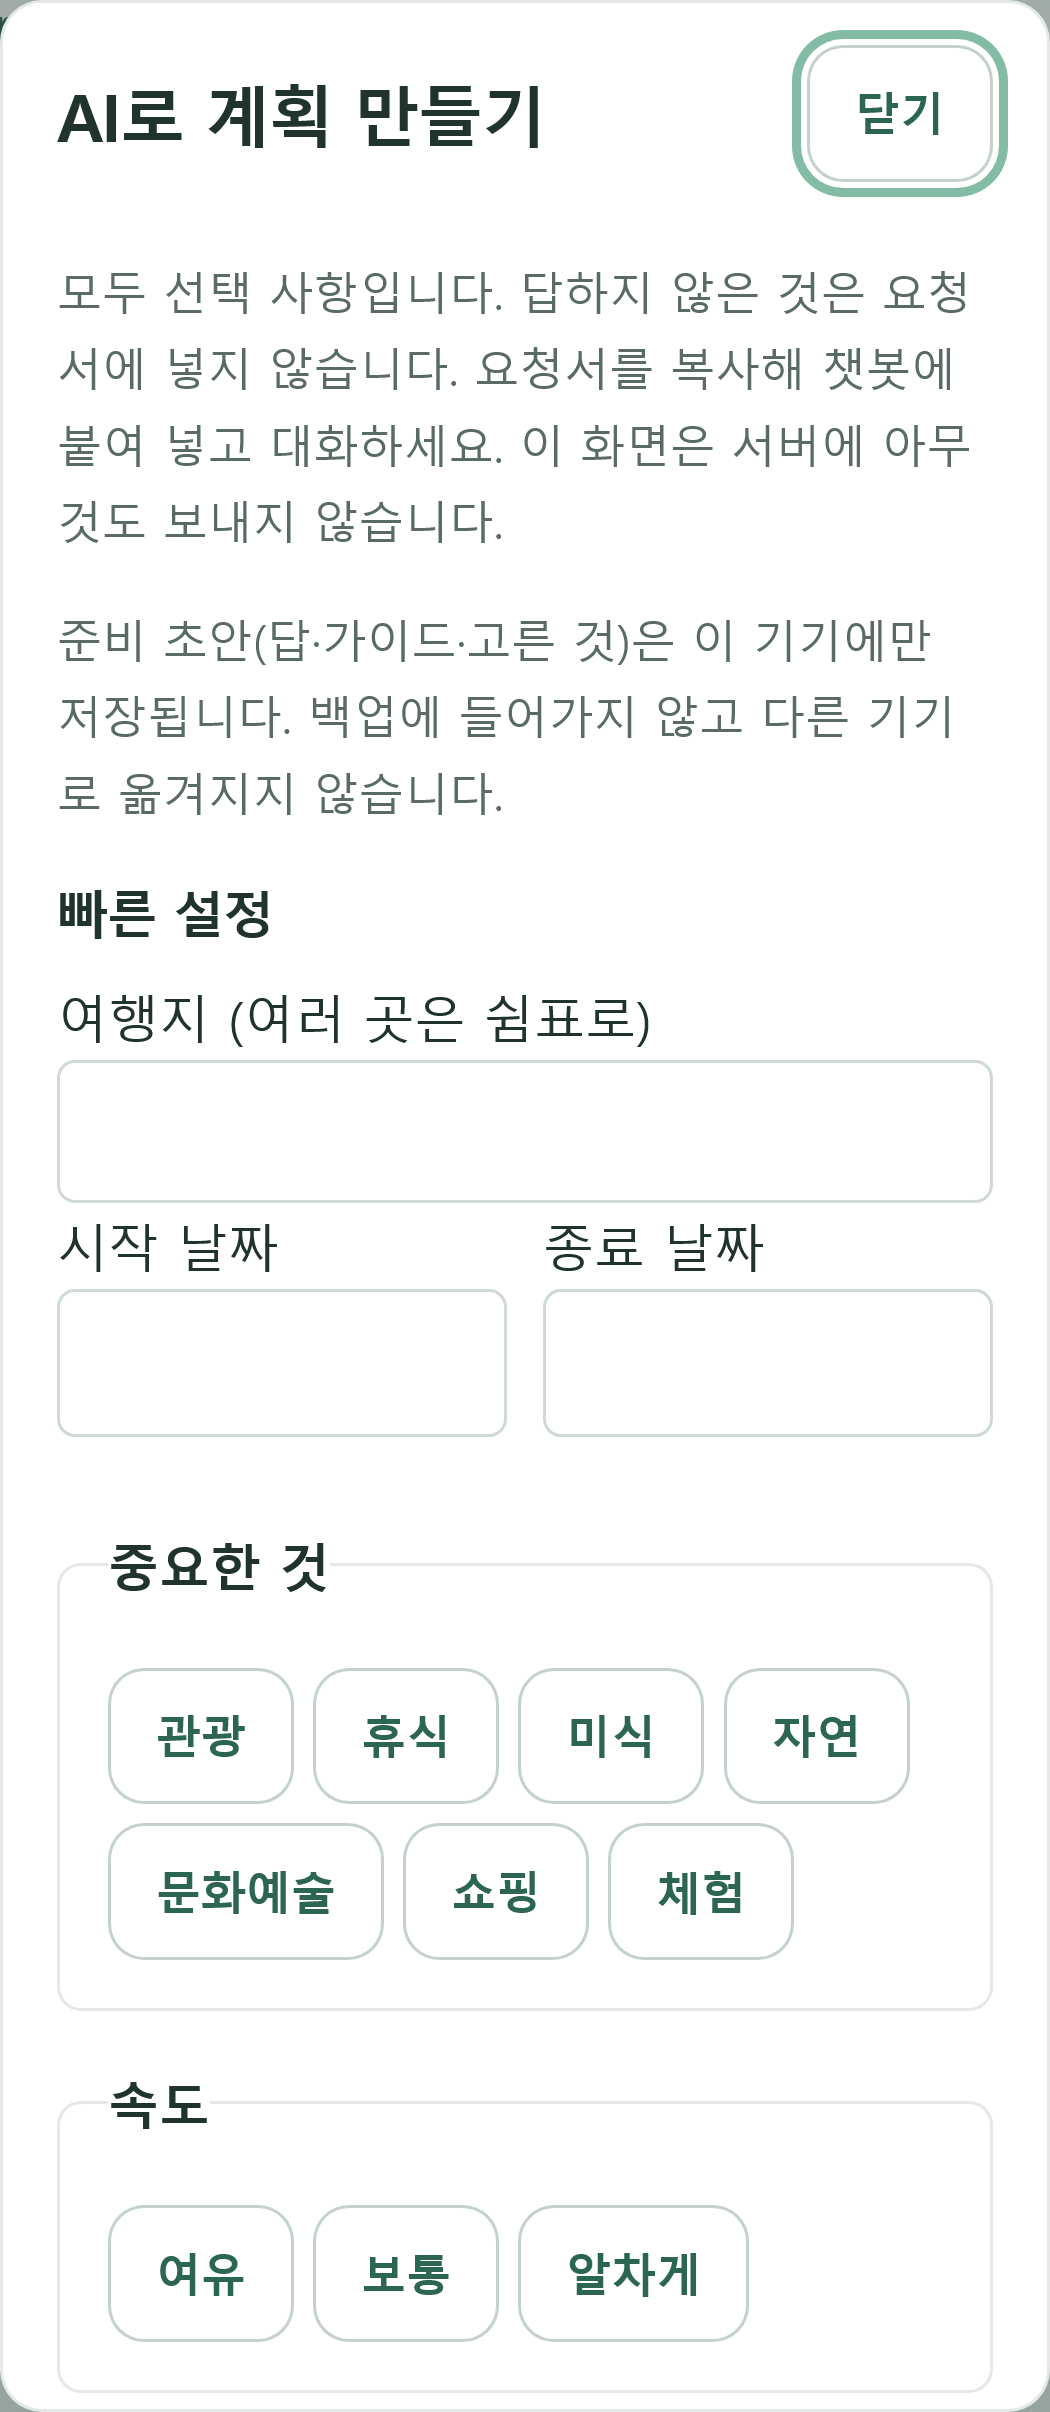 AI로 계획 만들기
닫기
모두 선택 사항입니다. 답하지 않은 것은 요청
서에 넣지 않습니다. 요청서를 복사해 챗봇에
붙여 넣고 대화하세요. 이 화면은 서버에 아무
것도 보내지 않습니다.
준비 초안(답·가이드·고른 것)은 이 기기에만
저장됩니다. 백업에 들어가지 않고 다른 기기
로 옮겨지지 않습니다.
빠른 설정
여행지 (여러 곳은 쉼표로)
시작 날짜
종료 날짜
중요한 것
관광
휴식
미식
자연
문화예술
쇼핑
체험
속도
여유
보통
알차게